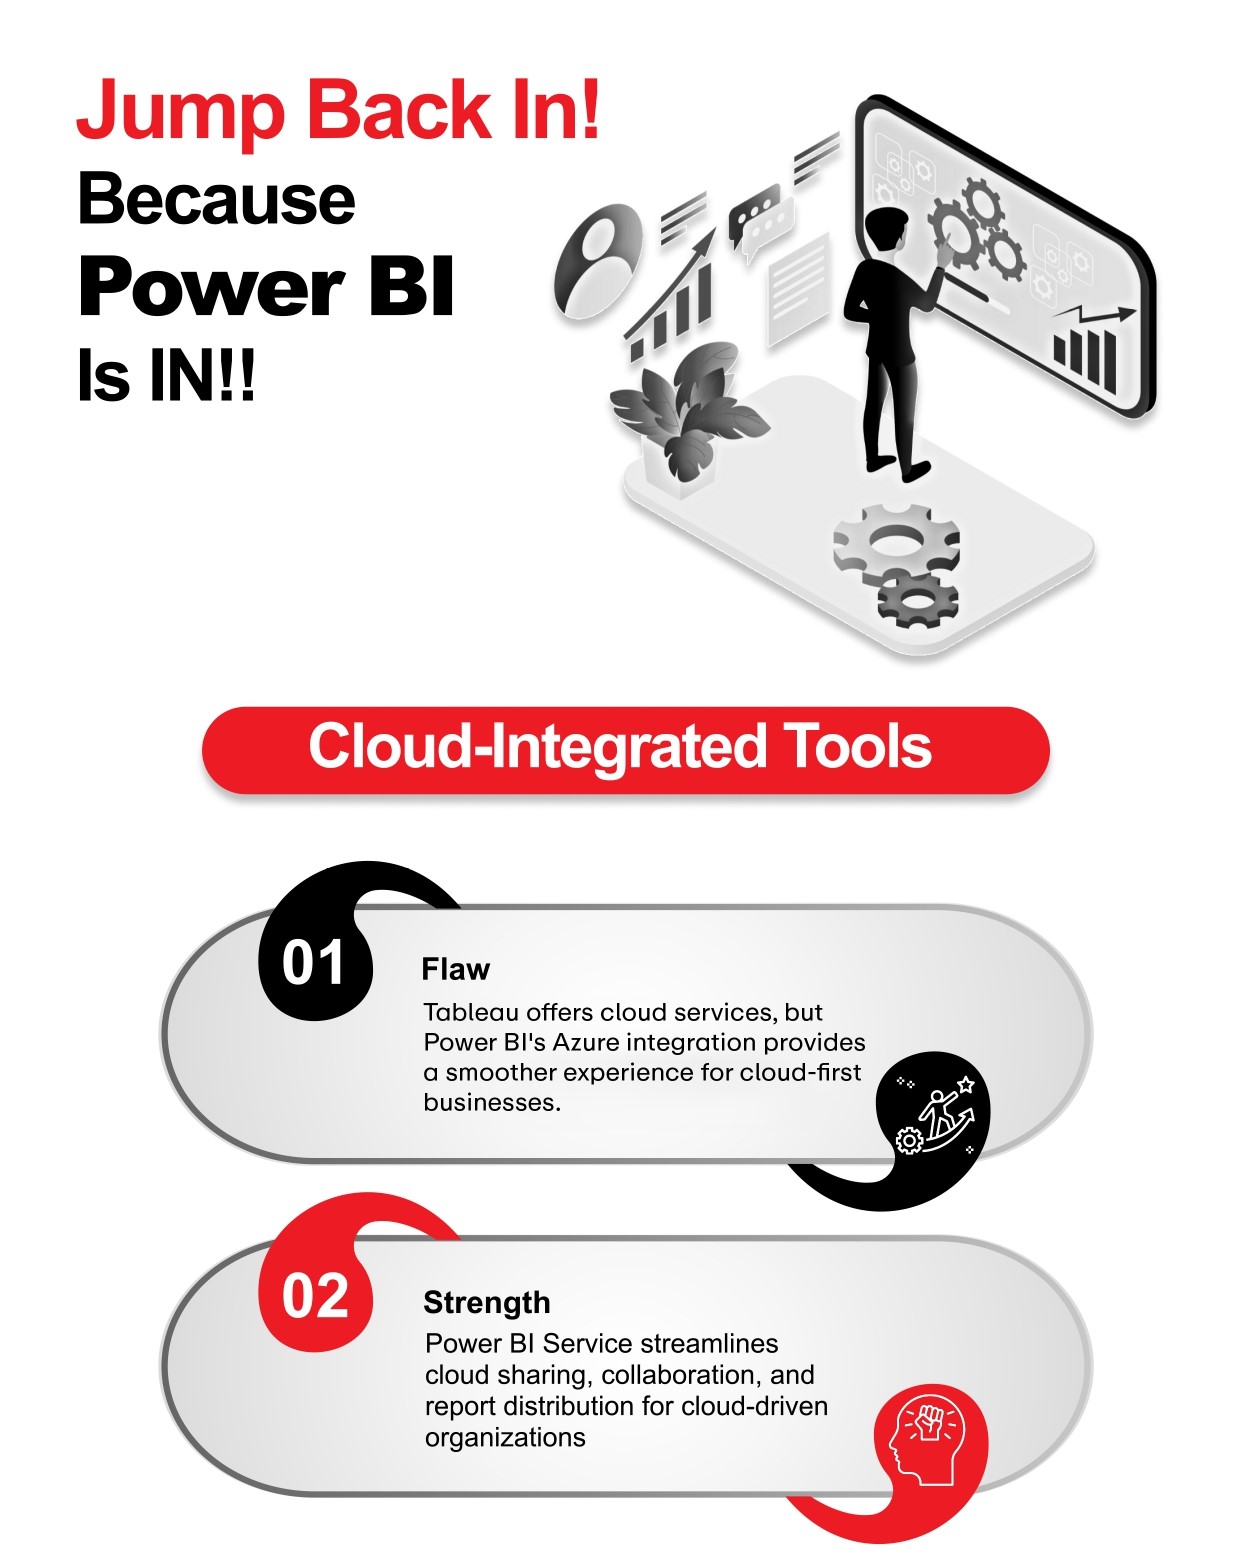 Jump Back In!
Because
Power BI
Is IN!!
Cloud-Integrated Tools
01
Flaw
Tableau offers cloud services, but
Power BI's Azure integration provides
a smoother experience for cloud-first
businesses.
02
Strength
Power BI Service streamlines
cloud sharing, collaboration, and
report distribution for cloud-driven
organizations